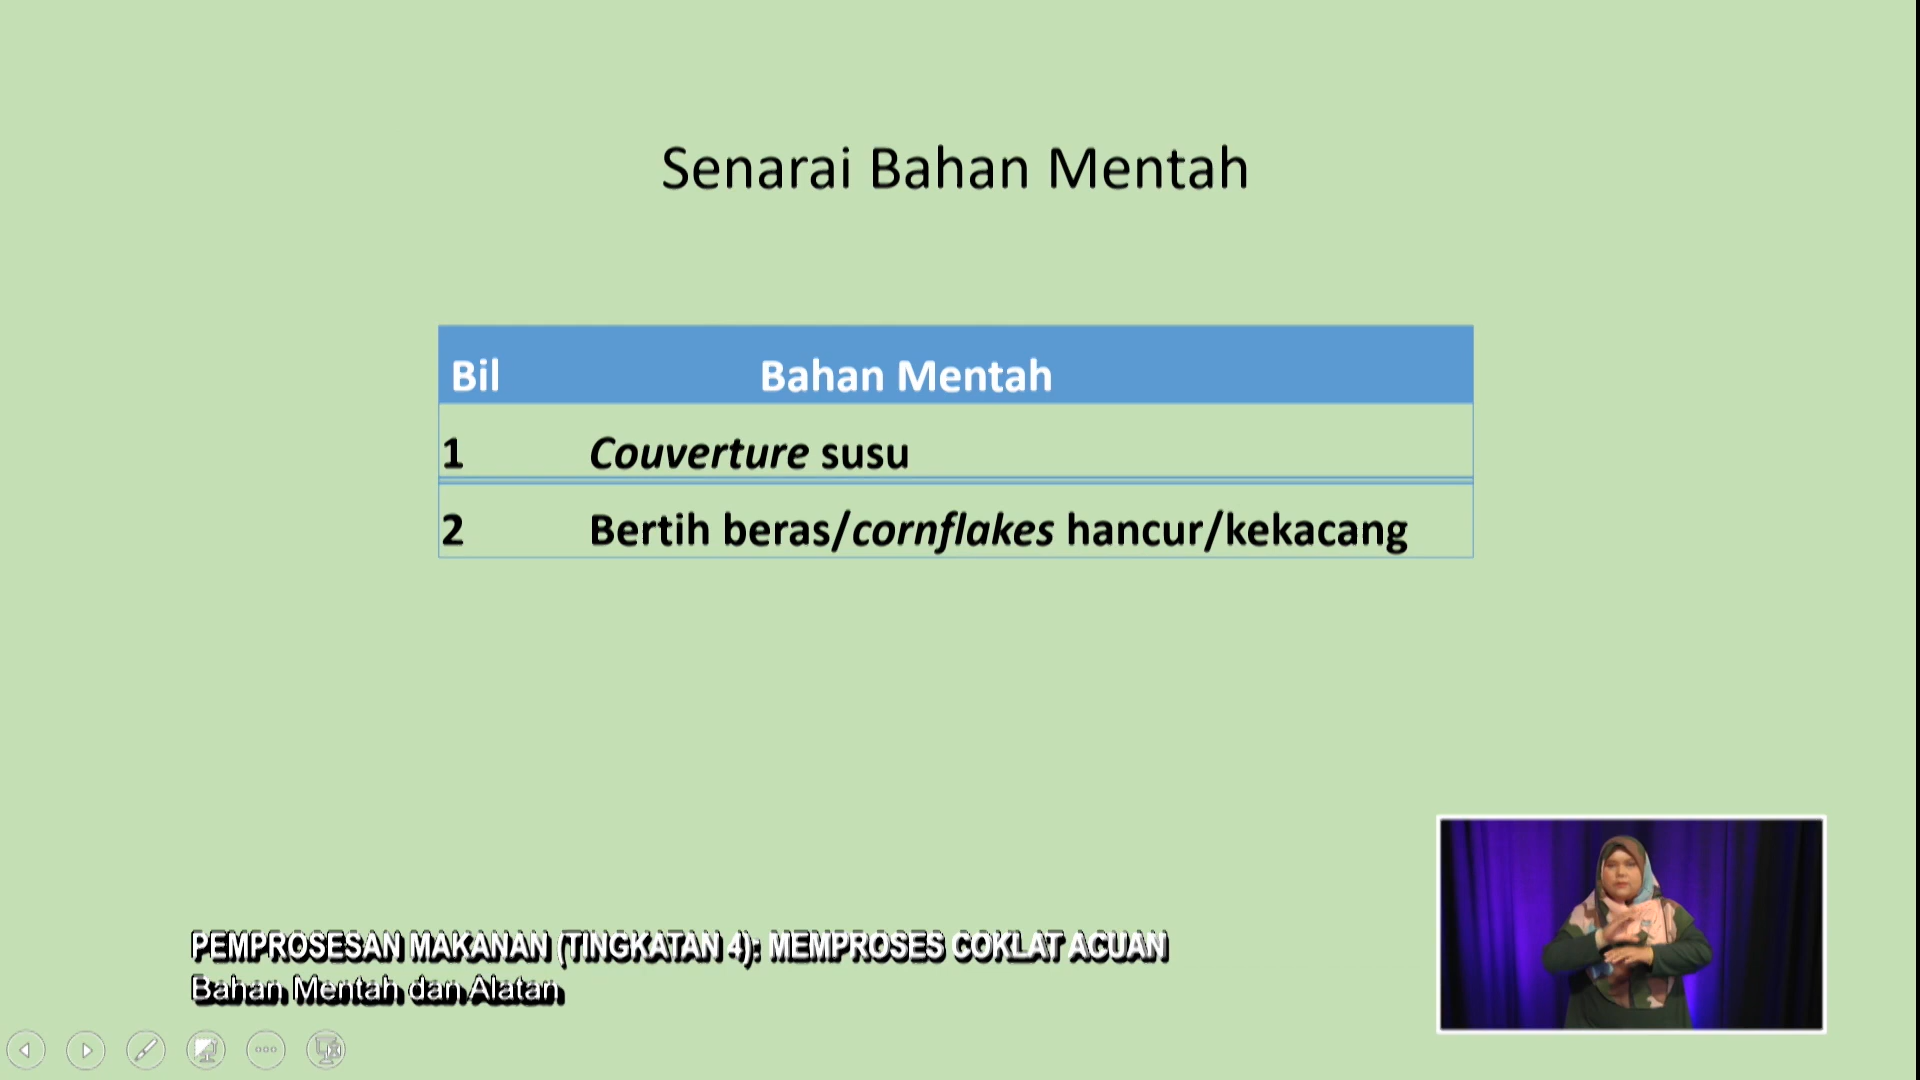 Senarai Bahan Mentah
Bil Bahan Mentah
1 Couverture susu
2 Bertih beras/cornflakes hancur/kekacang
PEMPROSESAN MAKANAN (TINGKATAN 4): MEMPROSES COKLAT ACUAN
Bahan Mentah dan Alatan